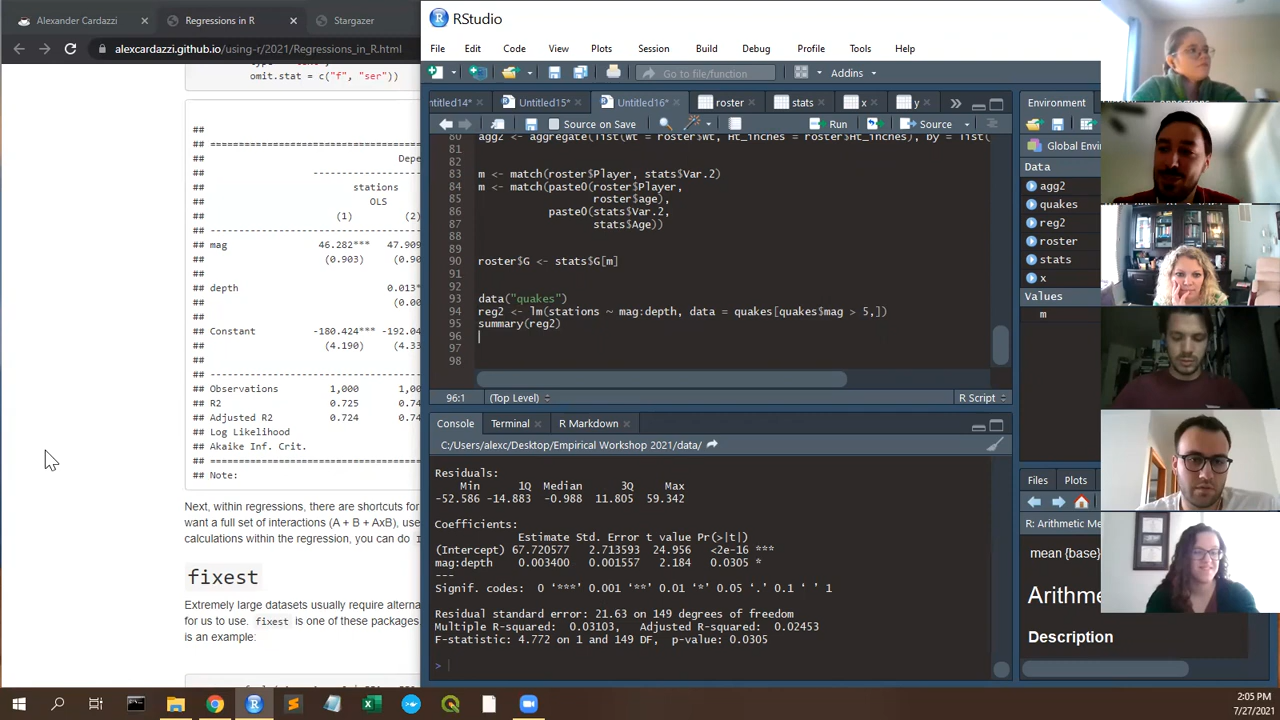 Alexander Cardazzi
Regressions in R
Stargazer
alexcardazzi.github.io/using-r/2021/Regressions_in_R.html
omit.stat = c("f", "ser"))
##
## 
## Depe
##
## stations
## OLS
## (1) (2)
##
## mag 46.282*** 47.909
## (0.903) (0.90
##
## depth 0.013*
## (0.00
##
## Constant -180.424*** -192.04
## (4.190) (4.33
##
##
## Observations 1,000 1,00
## R2 0.725 0.74
## Adjusted R2 0.724 0.74
## Log Likelihood
## Akaike Inf. Crit.
##
## Note:
Next, within regressions, there are shortcuts for
want a full set of interactions (A + B + AxB), use
calculations within the regression, you can do I
fixest
Extremely large datasets usually require alterna
for us to use. fixest is one of these packages.
is an example:
RStudio
File Edit Code View Plots Session Build Debug Profile Tools Help
Go to file/function
Addins
ntitled14* Untitled15* Untitled16* roster stats x y
Source on Save Run Source
80 agg2 <- aggregate(list(wt = roster$wt, Ht_inches = roster$Ht_inches), by = list(
81
82
83 m <- match(roster$Player, stats$Var.2)
84 m <- match(paste0(roster$Player,
85 roster$age),
86 paste0(stats$Var.2,
87 stats$Age))
88
89
90 roster$G <- stats$G[m]
91
92
93 data("quakes")
94 reg2 <- lm(stations ~ mag:depth, data = quakes[quakes$mag > 5,])
95 summary(reg2)
96
97
98
96:1 (Top Level) R Script
Console Terminal R Markdown
C:/Users/alexc/Desktop/Empirical Workshop 2021/data/
Residuals:
Min 1Q Median 3Q Max
-52.586 -14.883 -0.988 11.805 59.342
Coefficients:
Estimate Std. Error t value Pr(>|t|)
(Intercept) 67.720577 2.713593 24.956 <2e-16 ***
mag:depth 0.003400 0.001557 2.184 0.0305 *
---
Signif. codes: 0 ‘***’ 0.001 ‘**’ 0.01 ‘*’ 0.05 ‘.’ 0.1 ‘ ’ 1
Residual standard error: 21.63 on 149 degrees of freedom
Multiple R-squared: 0.03103, Adjusted R-squared: 0.02453
F-statistic: 4.772 on 1 and 149 DF, p-value: 0.0305
>
Environment
Global Envi
Data
agg2
quakes
reg2
roster
stats
x
Values
m
Files Plots
R: Arithmetic Me
mean {base}
Arithm
Description
2:05 PM
7/27/2021